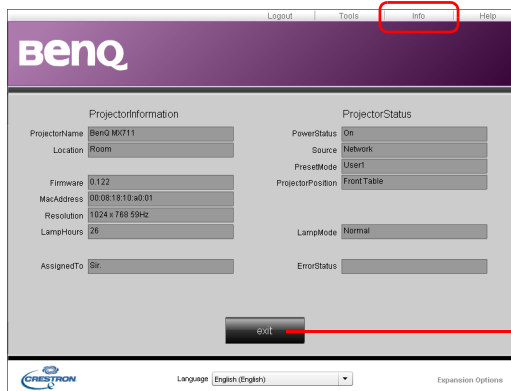 Logout Tools Info Help
BenQ
ProjectorInformation ProjectorStatus
ProjectorName BenQ MX711 PowerStatus On
Location Room Source Network
PresetMode User1
Firmware 0.122 ProjectorPosition Front Table
MacAddress 00:08:18:10:a0:01
Resolution 1024 x 768 59Hz
LampHours 26 LampMode Normal
AssignedTo Sir. ErrorStatus
exit
CRESTRON Language English (English) Expansion Options